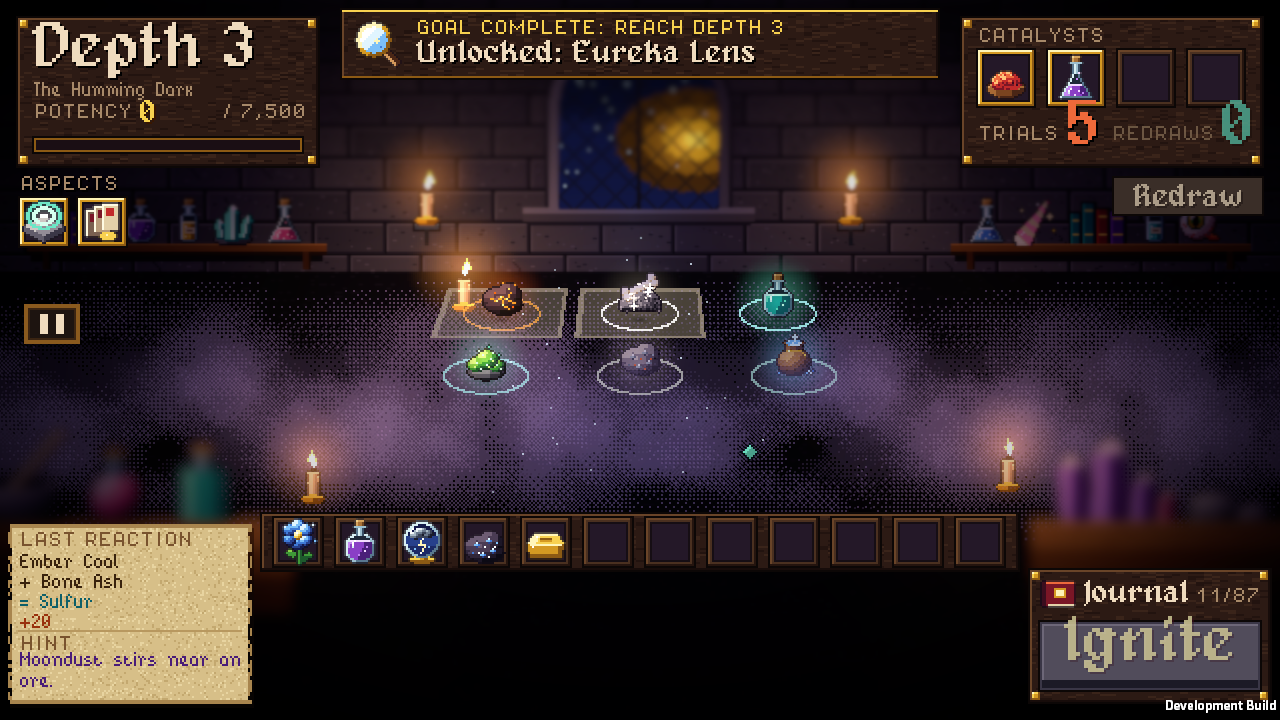 Depth 3
The Humming Dark
POTENCY 0 / 7,500
ASPECTS
GOAL COMPLETE: REACH DEPTH 3
Unlocked: Eureka Lens
CATALYSTS
TRIALS 5 REDRAWS 0
Redraw
LAST REACTION
Ember Coal
+ Bone Ash
= Sulfur
+20
HINT
Moondust stirs near an
ore.
Journal 11/87
Ignite
Development Build